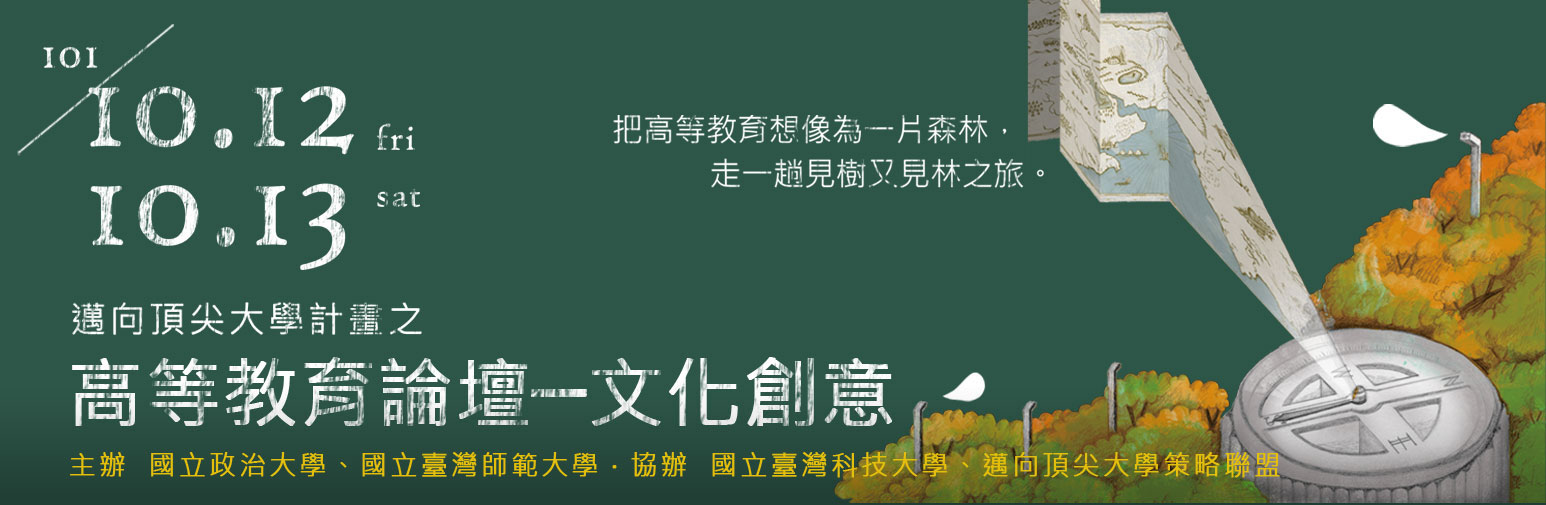 101
10.12 fri
10.13 sat
把高等教育想像為一片森林，
走一趟見樹又見林之旅。
邁向頂尖大學計畫之
高等教育論壇—文化創意
主辦 國立政治大學、國立臺灣師範大學．協辦 國立臺灣科技大學、邁向頂尖大學策略聯盟